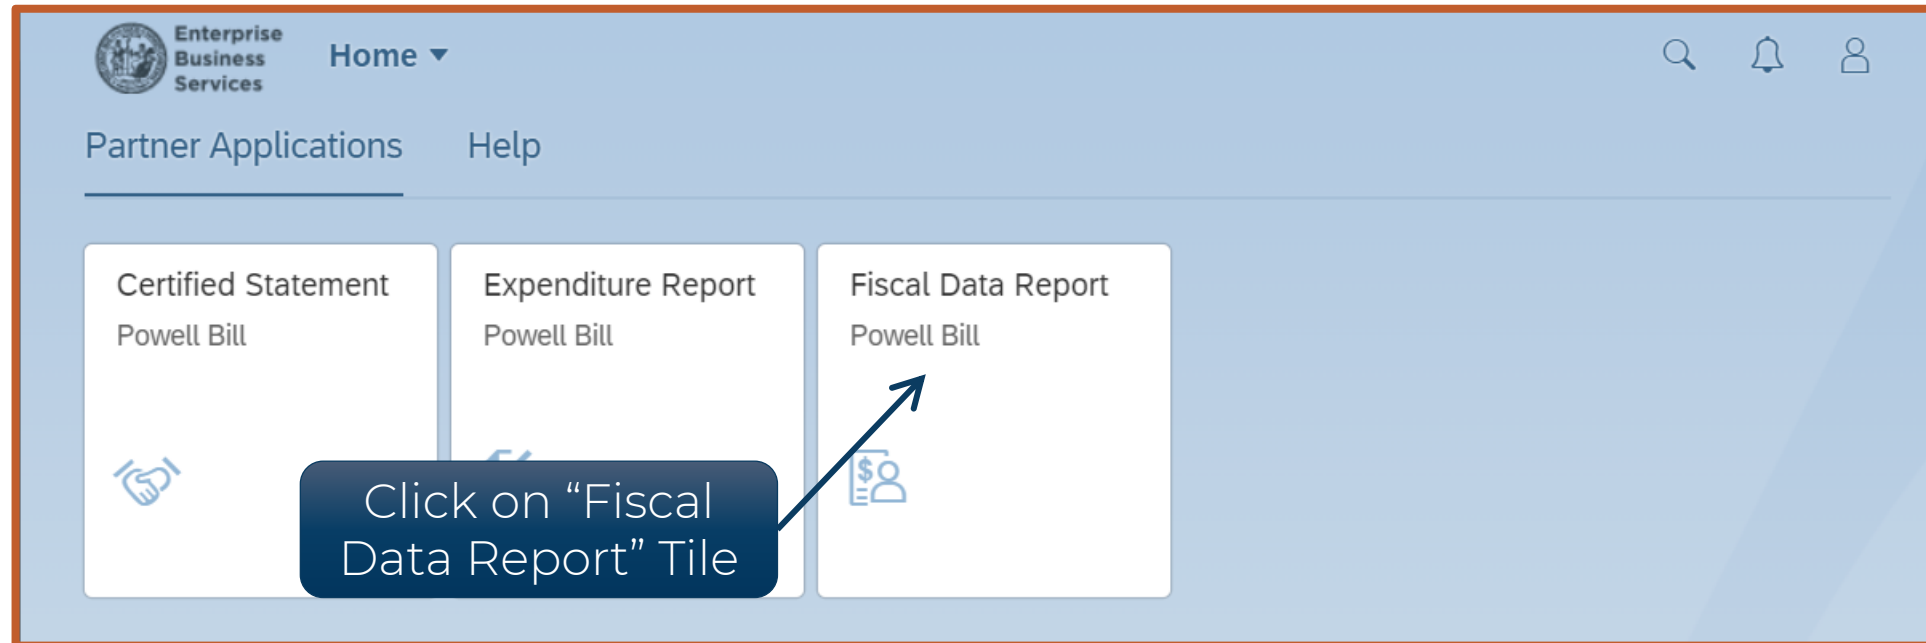 Enterprise
Business
Services
Home
Partner Applications
Help
Certified Statement
Powell Bill
Expenditure Report
Powell Bill
Fiscal Data Report
Powell Bill
$
Click on “Fiscal
Data Report” Tile